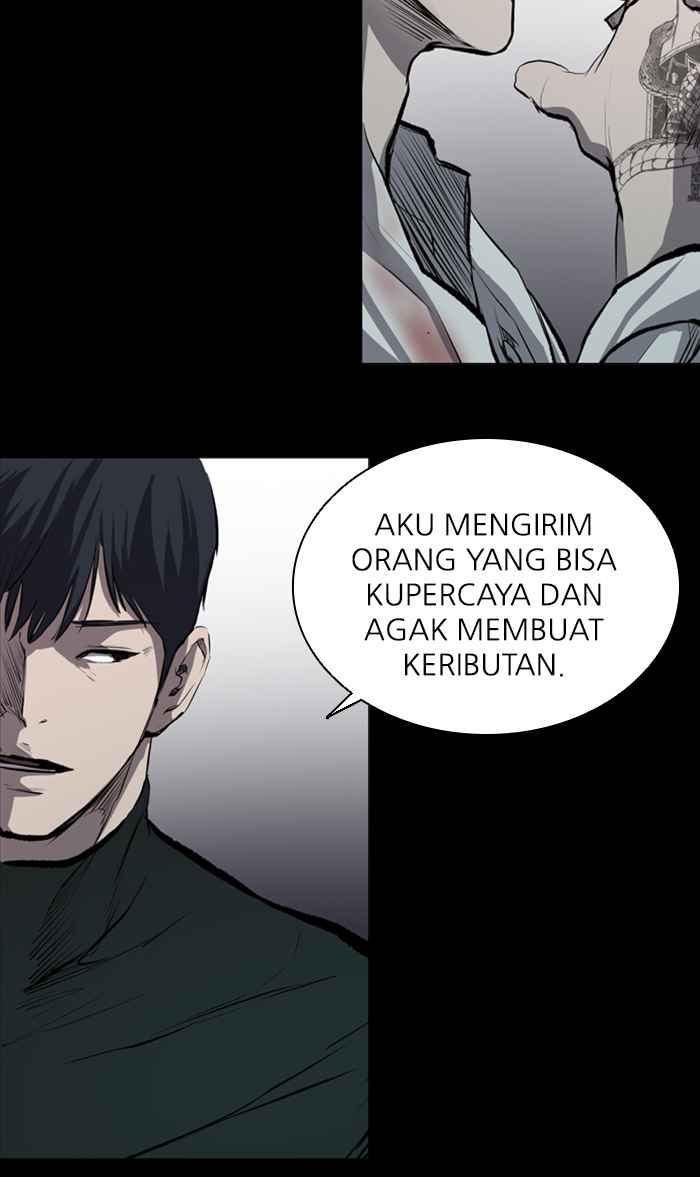 AKU MENGIRIM
ORANG YANG BISA
KUPERCAYA DAN
AGAK MEMBUAT
KERIBUTAN.